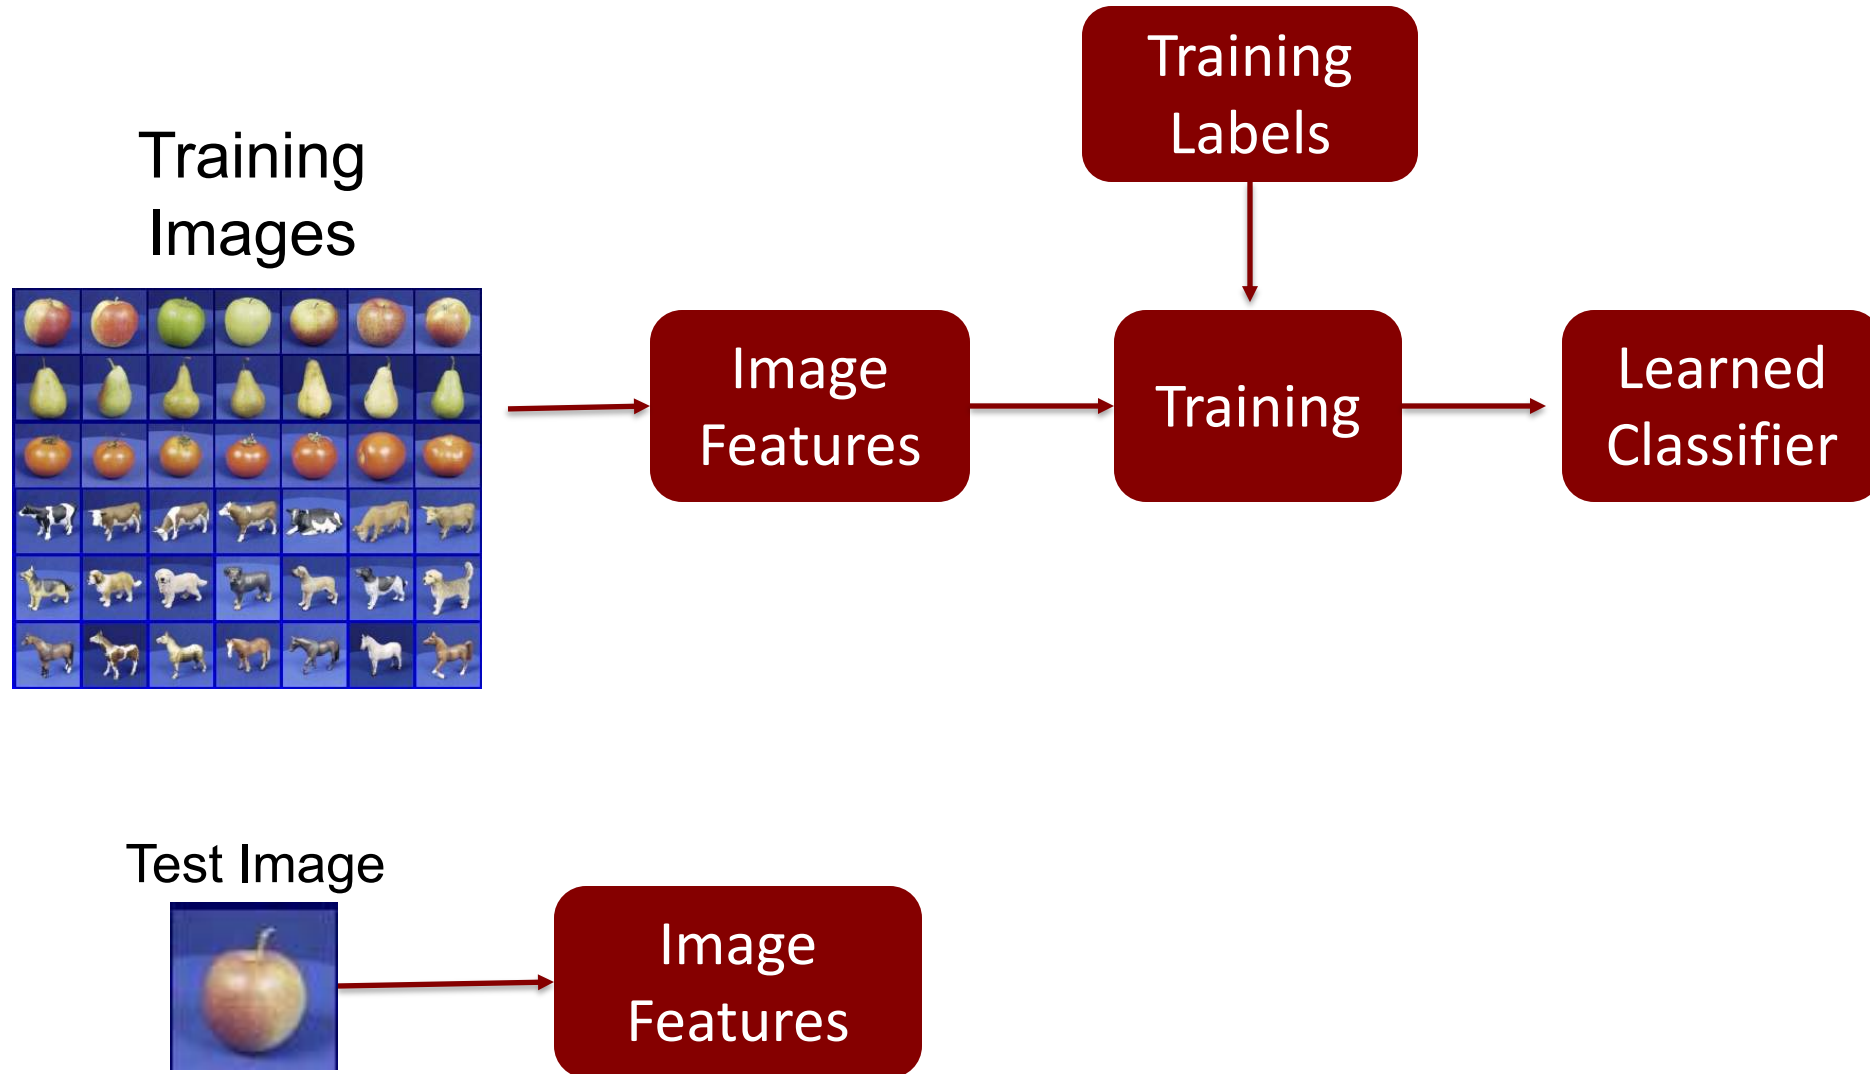 Training
Labels
Training
Images
Image
Features
Training
Learned
Classifier
Test Image
Image
Features